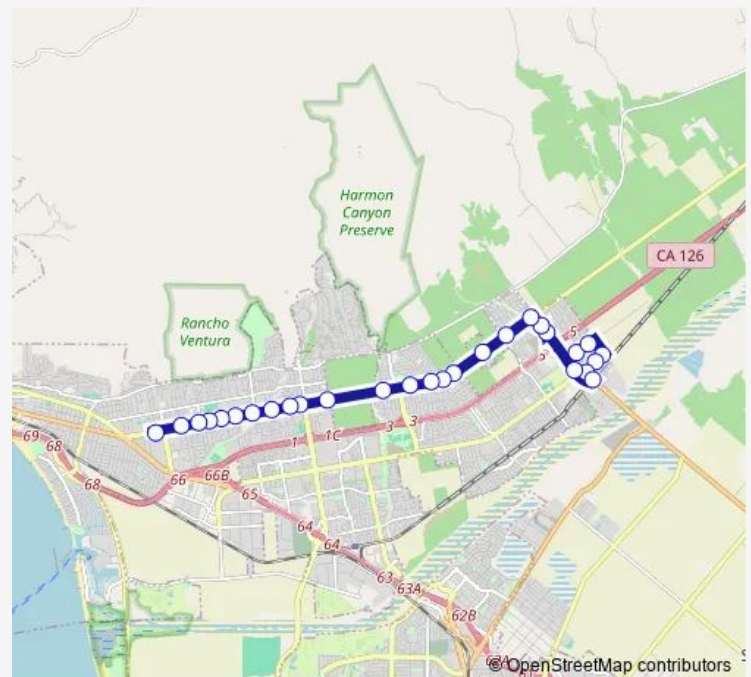 Harmon
Canyon
Preserve
CA 126
Rancho
Ventura
5
5
69
68
68
66
66B
1
1C
3
3
65
64
64
63
63A
62B
© OpenStreetMap contributors